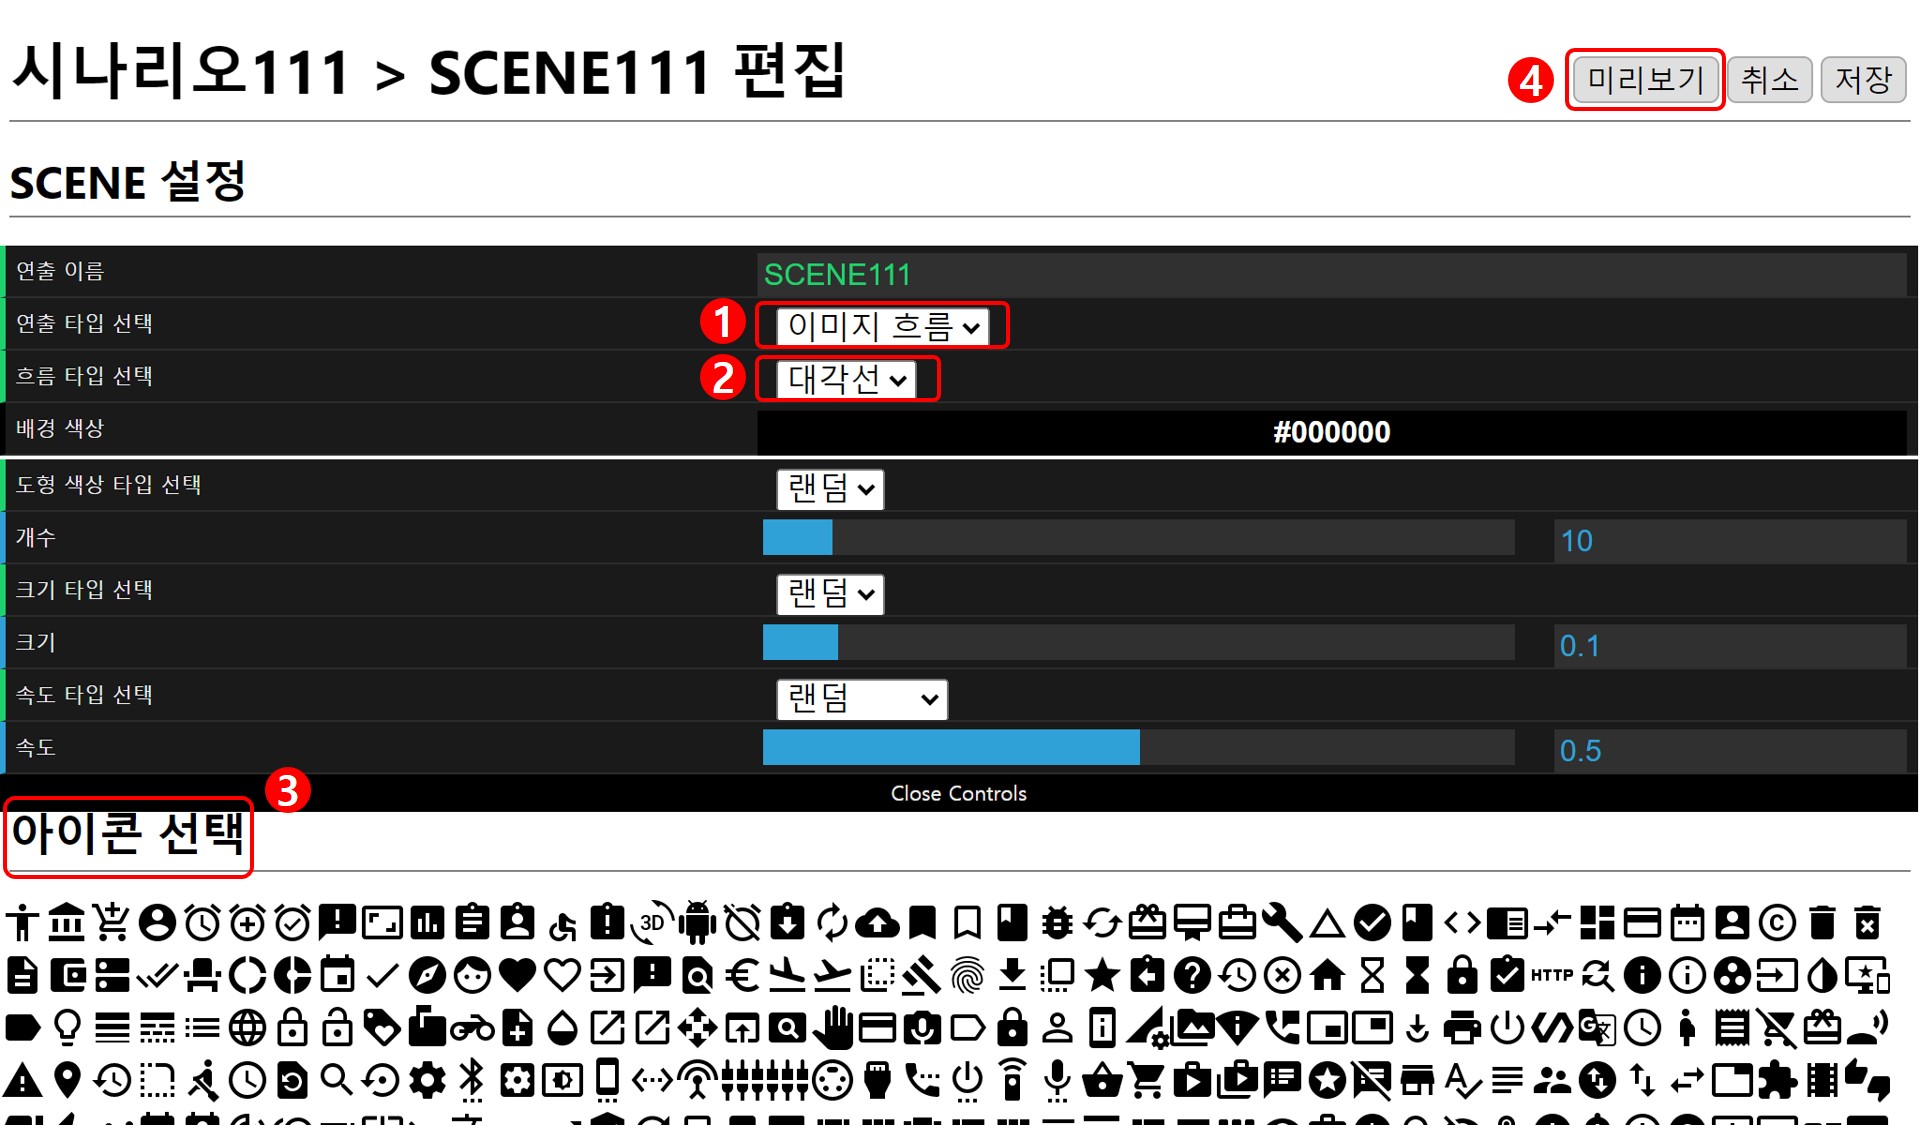 시나리오111 > SCENE111 편집
4 미리보기 취소 저장
SCENE 설정
연출 이름 SCENE111
연출 타입 선택 1 이미지 흐름
흐름 타입 선택 2 대각선
배경 색상 #000000
도형 색상 타입 선택 랜덤
개수 10
크기 타입 선택 랜덤
크기 0.1
속도 타입 선택 랜덤
속도 0.5
Close Controls
3
아이콘 선택
3D
HTTP